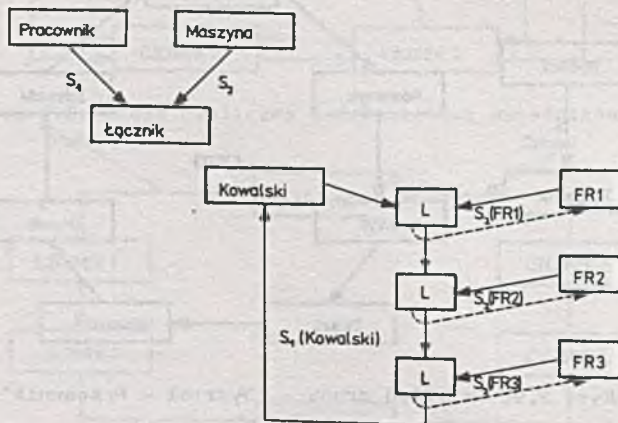 Pracownik
Maszyna
S₁
S₂
Łącznik
Kowalski
FR1
L
S₂(FR1)
FR2
L
S₂(FR2)
S₁ (Kowalski)
FR3
L
S₂(FR3)